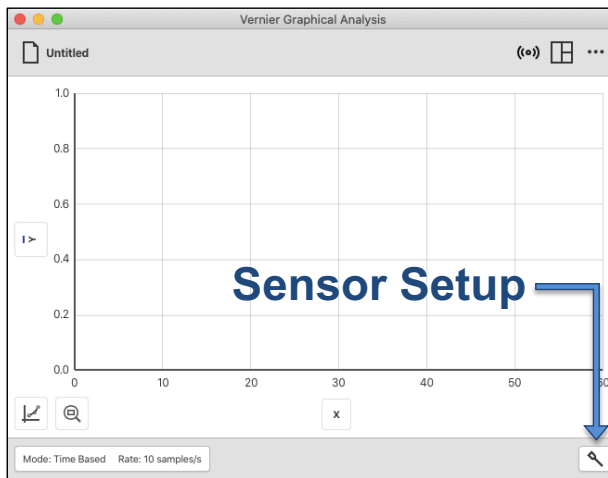 Vernier Graphical Analysis
Untitled
1.0
0.8
0.6
Y
0.4
Sensor Setup
0.2
0.0
0 10 20 30 40 50 60
x
Mode: Time Based Rate: 10 samples/s